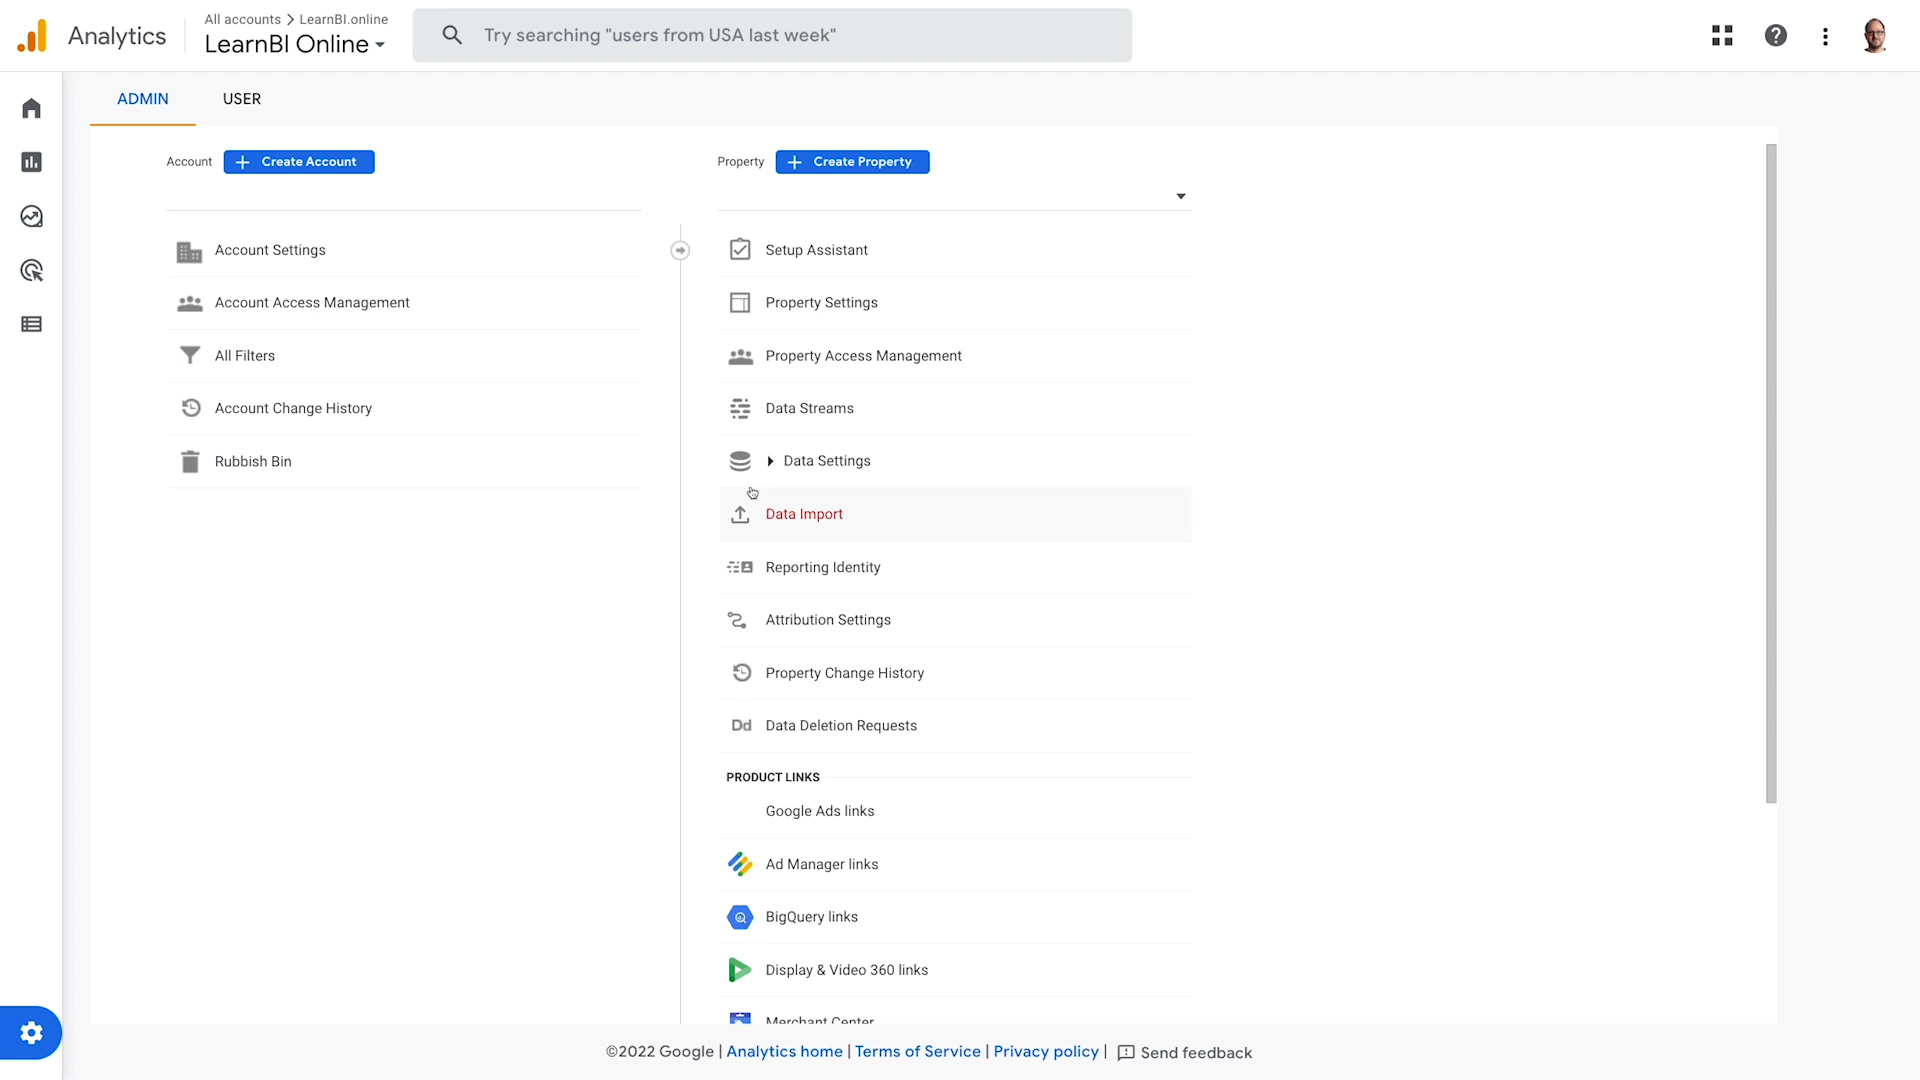 Analytics
All accounts > LearnBI.online
LearnBI Online
Try searching "users from USA last week"
ADMIN
USER
Account
+ Create Account
Property
+ Create Property
Account Settings
Account Access Management
All Filters
Account Change History
Rubbish Bin
Setup Assistant
Property Settings
Property Access Management
Data Streams
Data Settings
Data Import
Reporting Identity
Attribution Settings
Property Change History
Dd Data Deletion Requests
PRODUCT LINKS
Google Ads links
Ad Manager links
BigQuery links
Display & Video 360 links
Merchant Center
©2022 Google | Analytics home | Terms of Service | Privacy policy | Send feedback